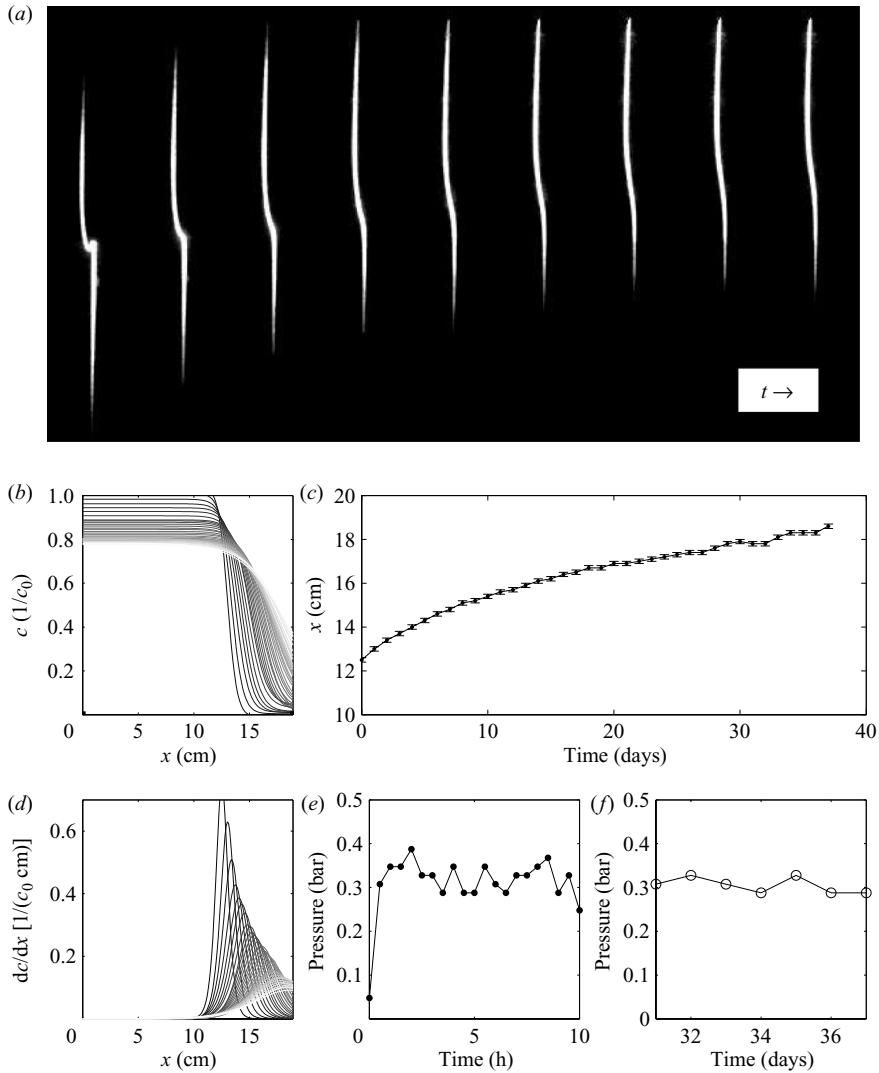 (a)
t →
(b)
1.0
0.8
0.6
0.4
0.2
0
5
10
15
c (1/c₀)
x (cm)
(c)
20
18
16
14
12
10
0
10
20
30
40
x (cm)
Time (days)
(d)
0.6
0.4
0.2
0
5
10
15
dc/dx [1/(c₀ cm)]
x (cm)
(e)
0.5
0.4
0.3
0.2
0.1
0
5
10
Pressure (bar)
Time (h)
(f)
0.5
0.4
0.3
0.2
0.1
0
32
34
36
Pressure (bar)
Time (days)